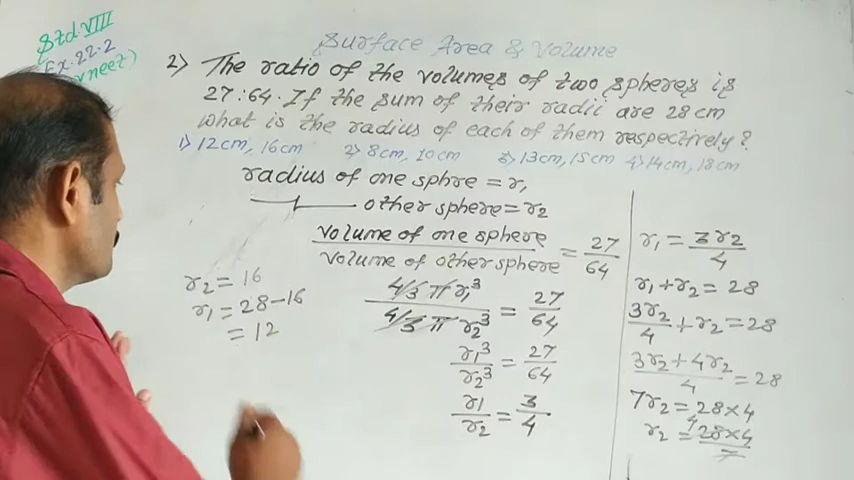 Std VIII
Ex. 22.2
vneet)
Surface Area & Volume
2) The ratio of the volumes of two spheres is
27:64. If the sum of their radii are 28 cm
what is the radius of each of them respectively?
1) 12cm, 16cm 2) 8cm, 10cm 3) 13cm, 15cm 4) 14cm, 18cm
radius of one sphre = r₁
other sphere = r₂
volume of one sphere / volume of other sphere = 27/64
4/3 π r₁³ / 4/3 π r₂³ = 27/64
r₁³/r₂³ = 27/64
r₁/r₂ = 3/4
r₁ = 3r₂/4
r₁ + r₂ = 28
3r₂/4 + r₂ = 28
3r₂ + 4r₂ / 4 = 28
7r₂ = 28×4
r₂ = 4 28×4 / 7
r₂ = 16
r₁ = 28 - 16
= 12